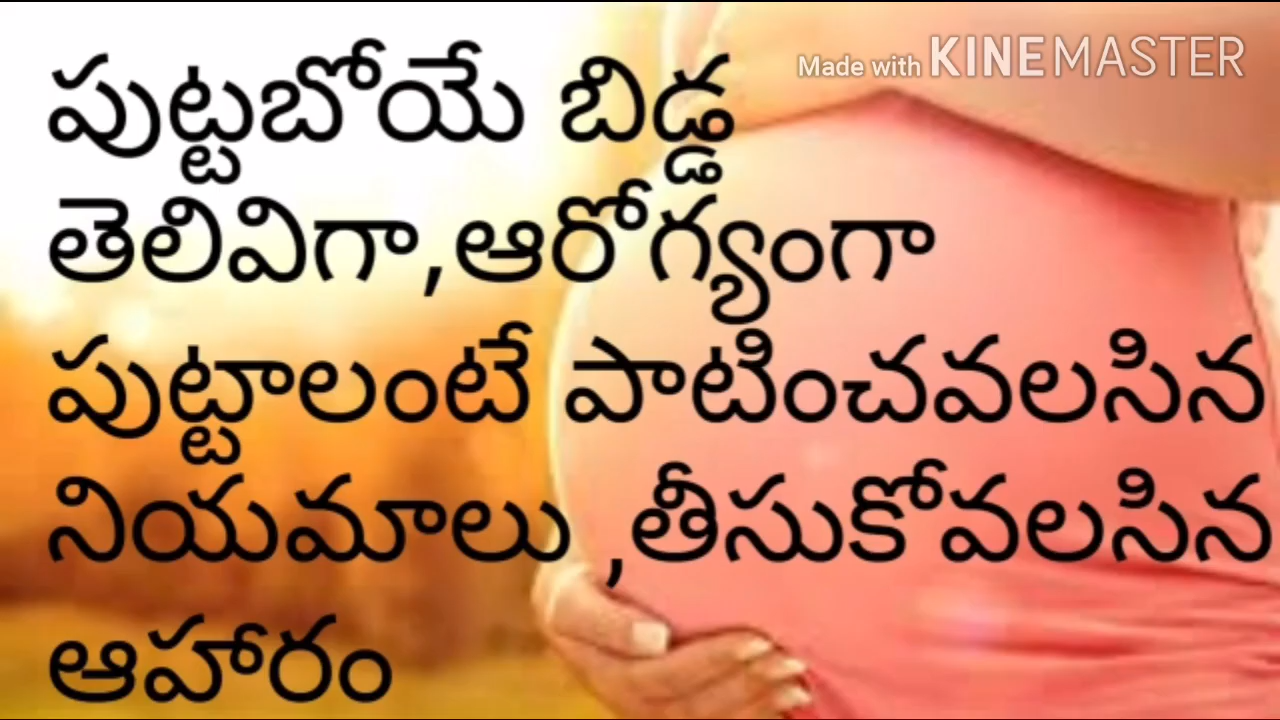 Made with KINEMASTER
పుట్టబోయే బిడ్డ
తెలివిగా,ఆరోగ్యంగా
పుట్టాలంటే పాటించవలసిన
నియమాలు ,తీసుకోవలసిన
ఆహారం